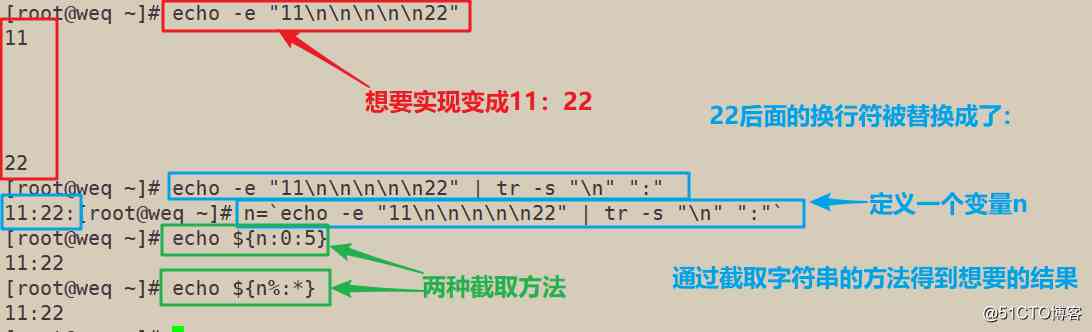 [root@weq ~]# echo -e "11\n\n\n\n\n22"
11
想要实现变成11：22
22后面的换行符被替换成了：
22
[root@weq ~]# echo -e "11\n\n\n\n\n22" | tr -s "\n" ":"
11:22:[root@weq ~]# n=`echo -e "11\n\n\n\n\n22" | tr -s "\n" ":"`
定义一个变量n
[root@weq ~]# echo ${n:0:5}
11:22
两种截取方法
通过截取字符串的方法得到想要的结果
[root@weq ~]# echo ${n%:*}
11:22
@51CTO博客